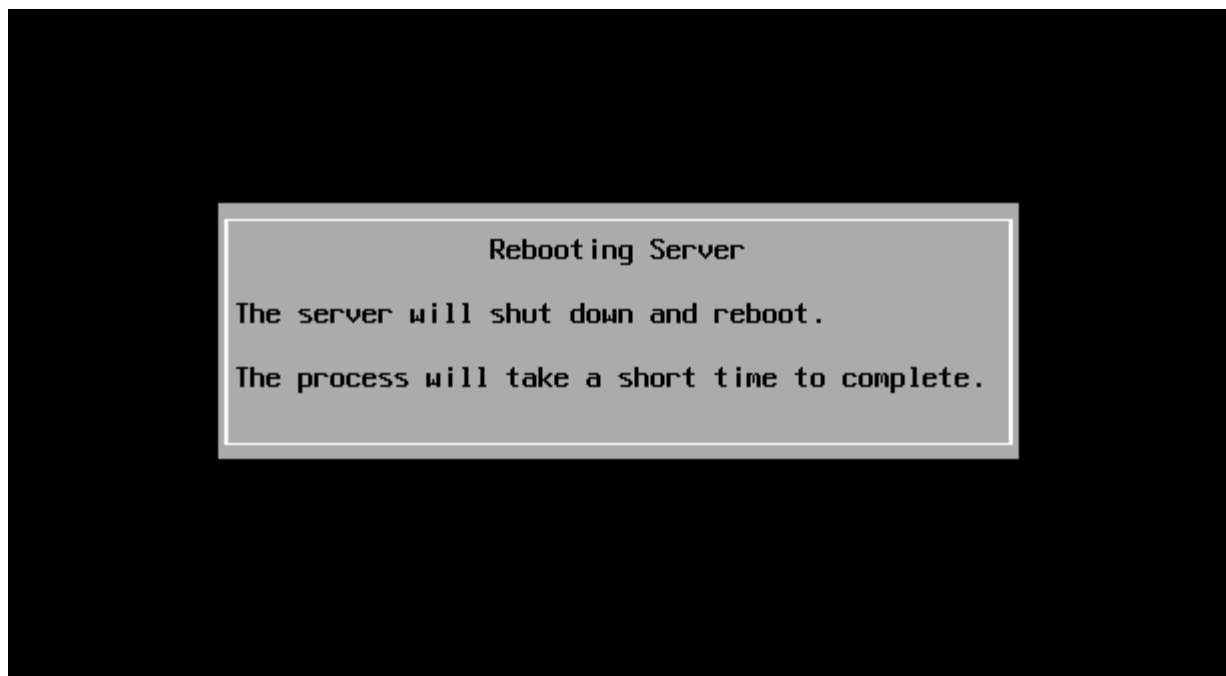 Rebooting Server
The server will shut down and reboot.
The process will take a short time to complete.